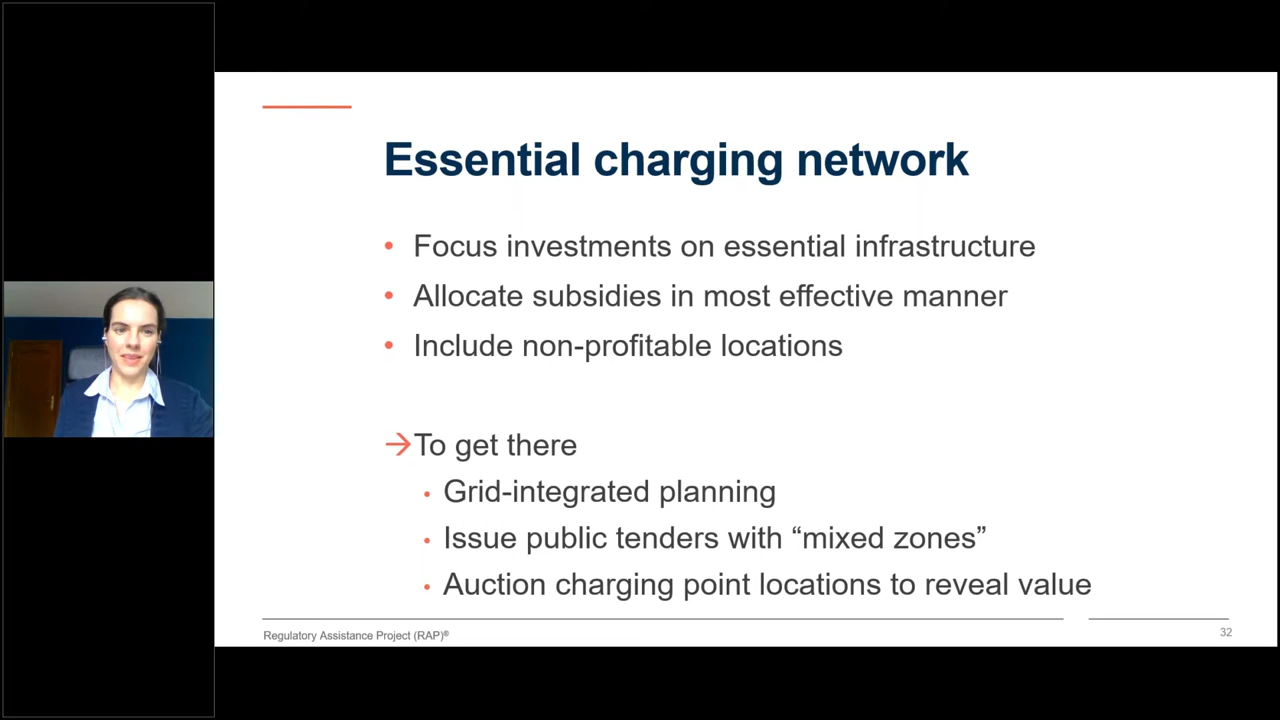 Essential charging network
• Focus investments on essential infrastructure
• Allocate subsidies in most effective manner
• Include non-profitable locations
→ To get there
• Grid-integrated planning
• Issue public tenders with “mixed zones”
• Auction charging point locations to reveal value
Regulatory Assistance Project (RAP)®
32